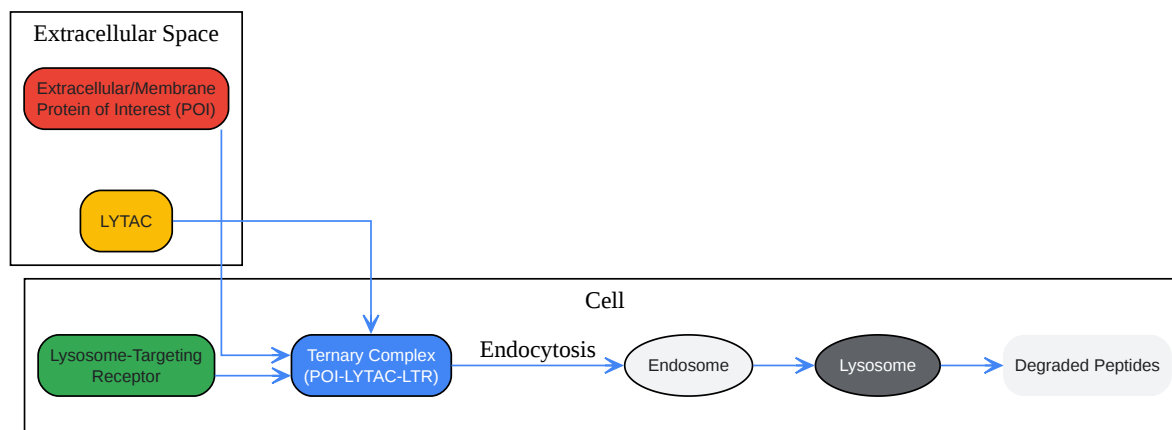 Extracellular Space
Extracellular/Membrane
Protein of Interest (POI)
LYTAC
Cell
Lysosome-Targeting
Receptor
Ternary Complex
(POI-LYTAC-LTR)
Endocytosis
Endosome
Lysosome
Degraded Peptides